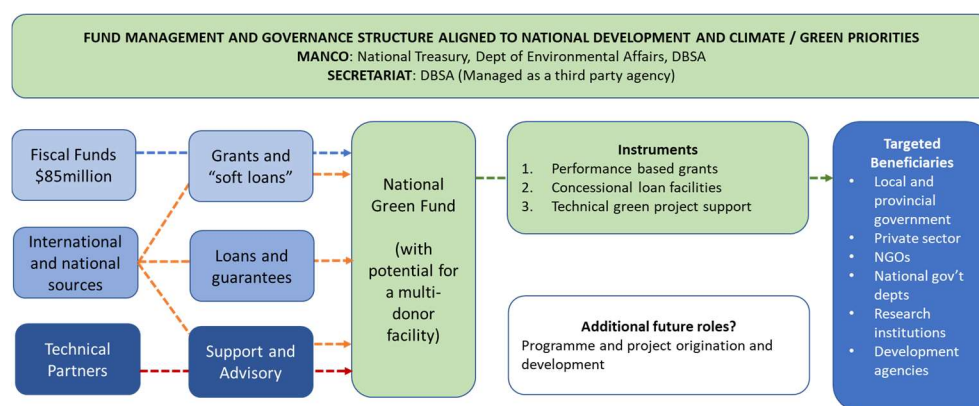 FUND MANAGEMENT AND GOVERNANCE STRUCTURE ALIGNED TO NATIONAL DEVELOPMENT AND CLIMATE / GREEN PRIORITIES
MANCO: National Treasury, Dept of Environmental Affairs, DBSA
SECRETARIAT: DBSA (Managed as a third party agency)
Fiscal Funds
$85million
International
and national
sources
Technical
Partners
Grants and
“soft loans”
Loans and
guarantees
Support and
Advisory
National
Green Fund
(with
potential for
a multi-
donor
facility)
Instruments
1. Performance based grants
2. Concessional loan facilities
3. Technical green project support
Additional future roles?
Programme and project origination and
development
Targeted
Beneficiaries
• Local and
provincial
government
• Private sector
• NGOs
• National gov’t
depts
• Research
institutions
• Development
agencies